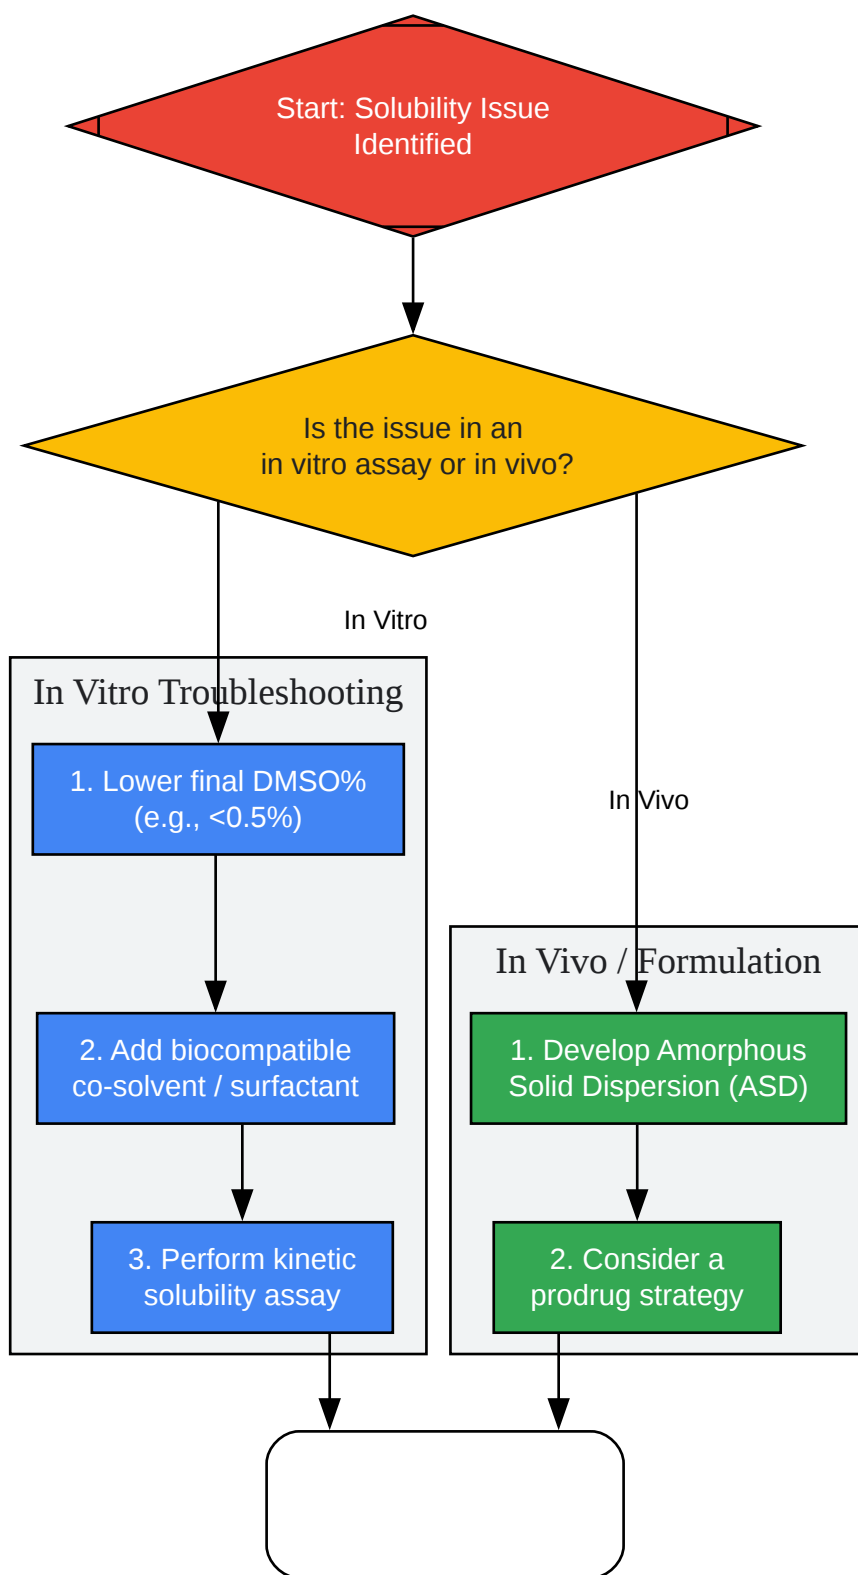 Start: Solubility Issue
Identified
Is the issue in an
in vitro assay or in vivo?
In Vitro
In Vitro Troubleshooting
1. Lower final DMSO%
(e.g., <0.5%)
2. Add biocompatible
co-solvent / surfactant
3. Perform kinetic
solubility assay
In Vivo
In Vivo / Formulation
1. Develop Amorphous
Solid Dispersion (ASD)
2. Consider a
prodrug strategy